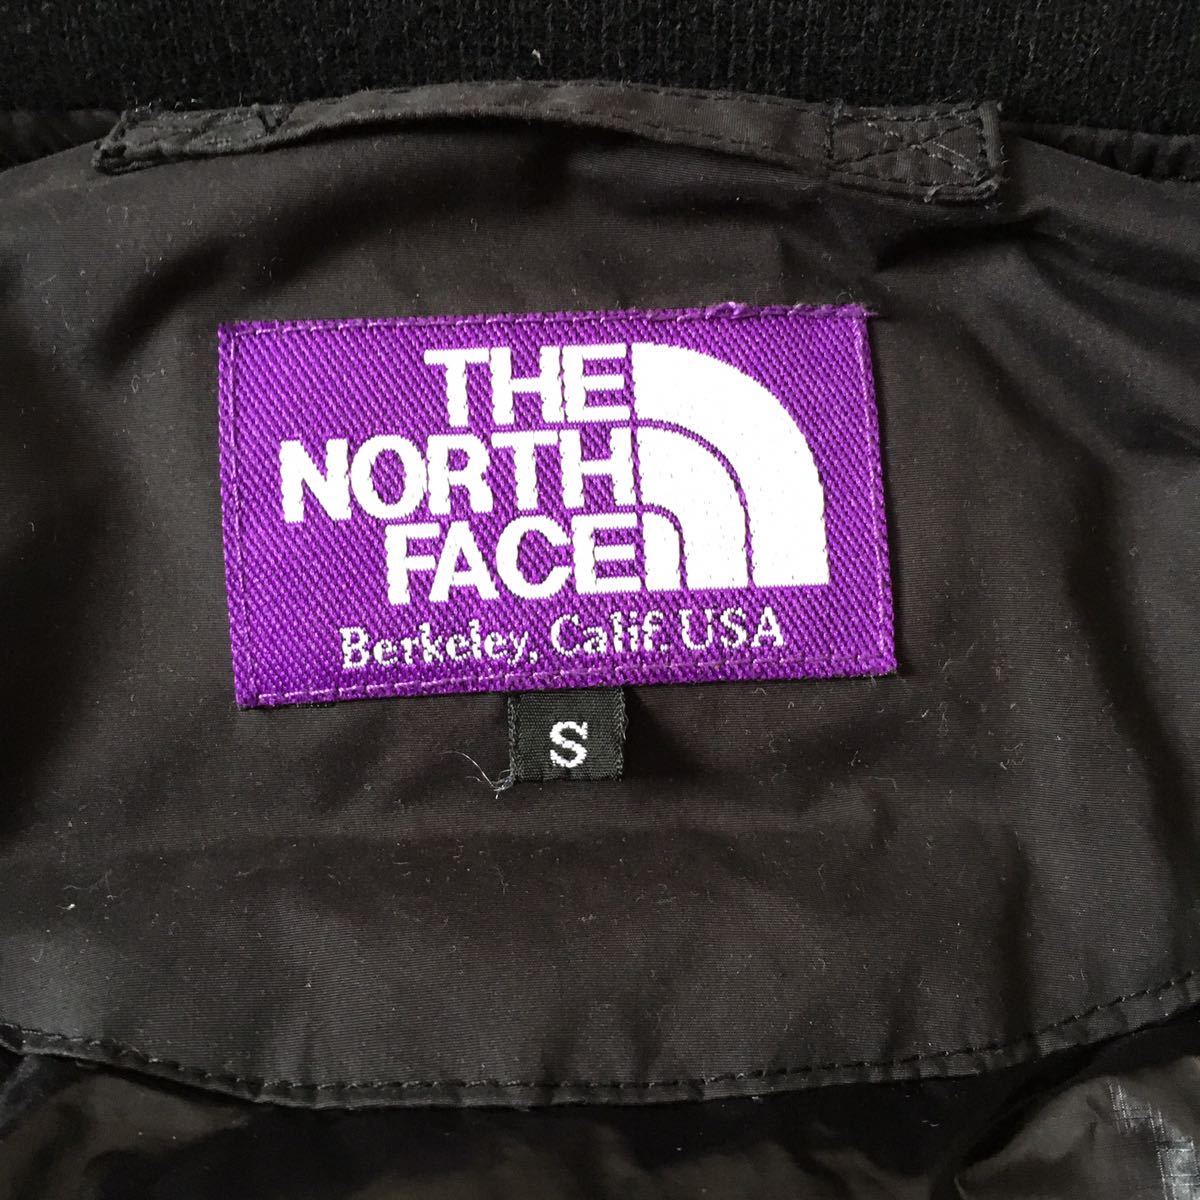 THE
NORTH
FACE
Berkeley, Calif. USA
S